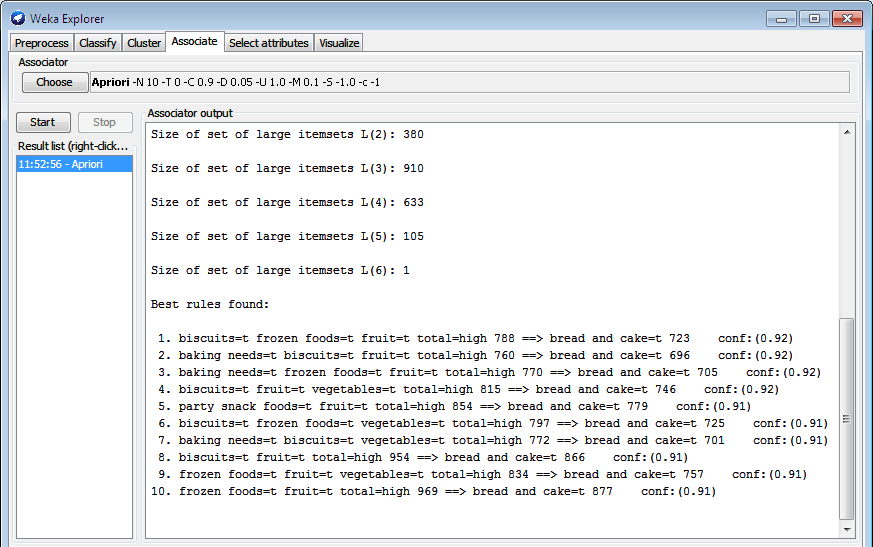 Weka Explorer
Preprocess Classify Cluster Associate Select attributes Visualize
Associator
Choose Apriori -N 10 -T 0 -C 0.9 -D 0.05 -U 1.0 -M 0.1 -S -1.0 -c -1
Start Stop
Result list (right-click...
11:52:56 - Apriori
Associator output
Size of set of large itemsets L(2): 380
Size of set of large itemsets L(3): 910
Size of set of large itemsets L(4): 633
Size of set of large itemsets L(5): 105
Size of set of large itemsets L(6): 1
Best rules found:
1. biscuits=t frozen foods=t fruit=t total=high 788 ==> bread and cake=t 723 conf:(0.92)
2. baking needs=t biscuits=t fruit=t total=high 760 ==> bread and cake=t 696 conf:(0.92)
3. baking needs=t frozen foods=t fruit=t total=high 770 ==> bread and cake=t 705 conf:(0.92)
4. biscuits=t fruit=t vegetables=t total=high 815 ==> bread and cake=t 746 conf:(0.92)
5. party snack foods=t fruit=t total=high 854 ==> bread and cake=t 779 conf:(0.91)
6. biscuits=t frozen foods=t vegetables=t total=high 797 ==> bread and cake=t 725 conf:(0.91)
7. baking needs=t biscuits=t vegetables=t total=high 772 ==> bread and cake=t 701 conf:(0.91)
8. biscuits=t fruit=t total=high 954 ==> bread and cake=t 866 conf:(0.91)
9. frozen foods=t fruit=t vegetables=t total=high 834 ==> bread and cake=t 757 conf:(0.91)
10. frozen foods=t fruit=t total=high 969 ==> bread and cake=t 877 conf:(0.91)